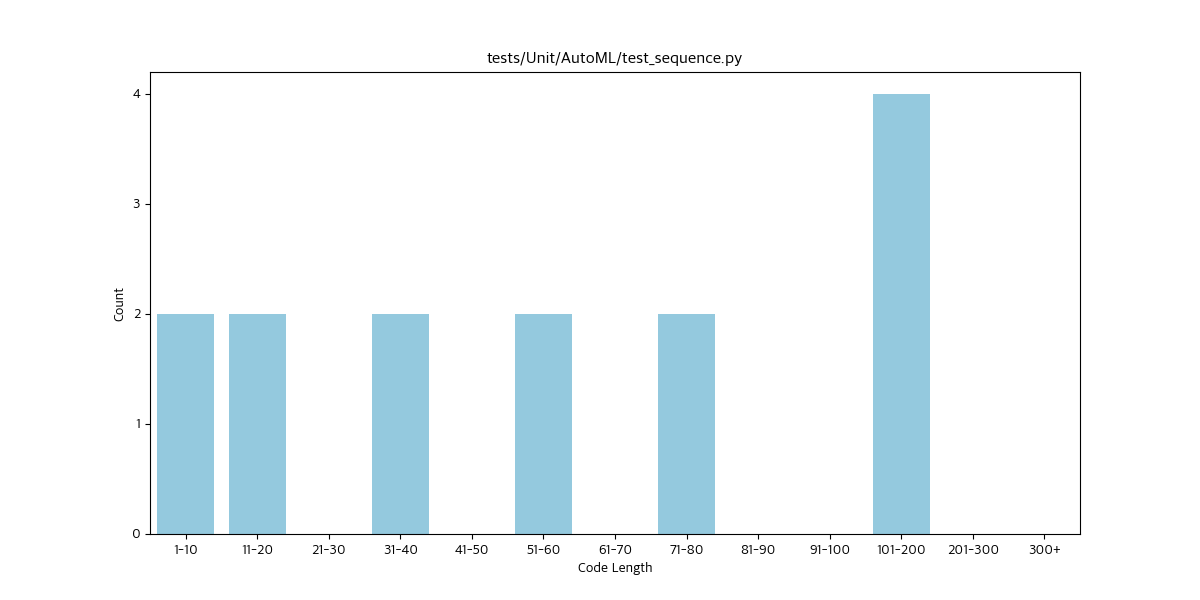 tests/Unit/AutoML/test_sequence.py
4
3
2
1
0
Count
1-10 11-20 21-30 31-40 41-50 51-60 61-70 71-80 81-90 91-100 101-200 201-300 300+
Code Length